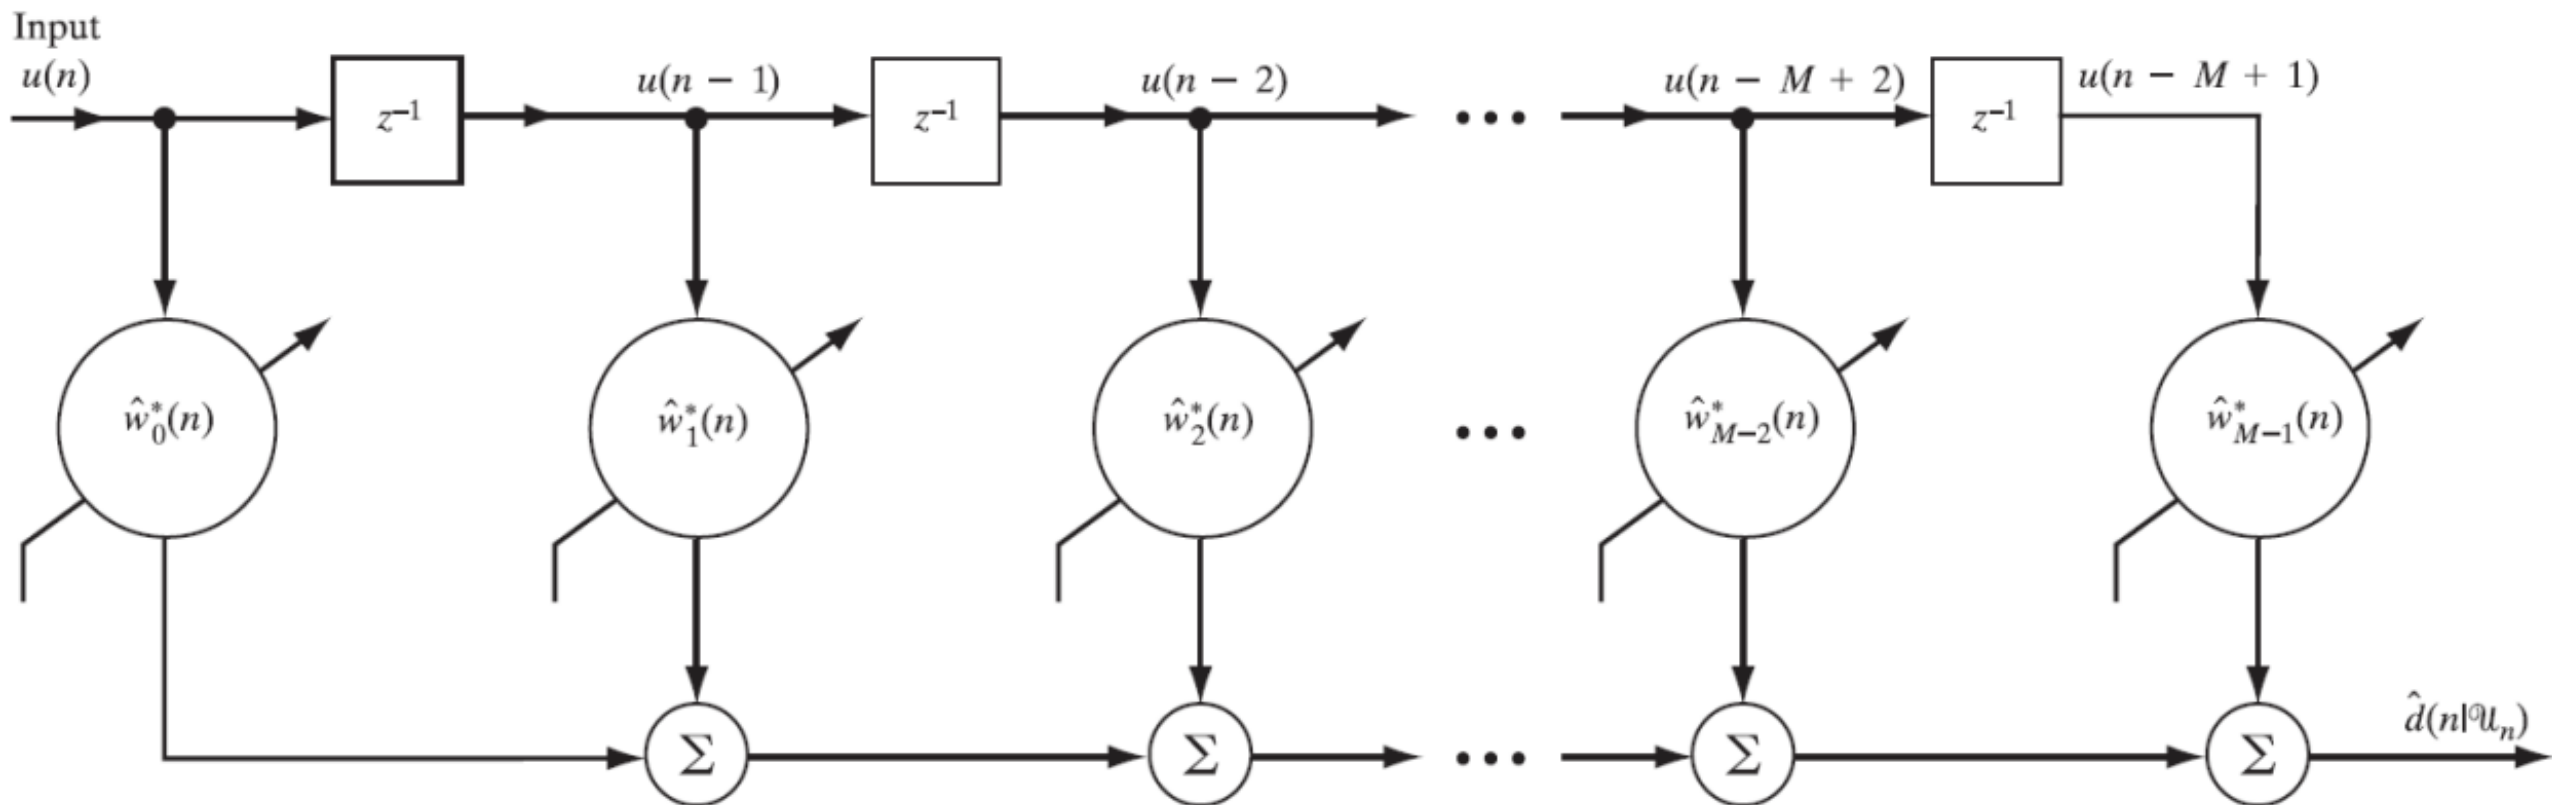 Input
u(n)
u(n − 1)
u(n − 2)
u(n − M + 2)
u(n − M + 1)
z⁻¹
z⁻¹
• • •
z⁻¹
ŵ*₀(n)
ŵ*₁(n)
ŵ*₂(n)
• • •
ŵ*_{M−2}(n)
ŵ*_{M−1}(n)
Σ
Σ
• • •
Σ
Σ
d̂(n|𝒰ₙ)